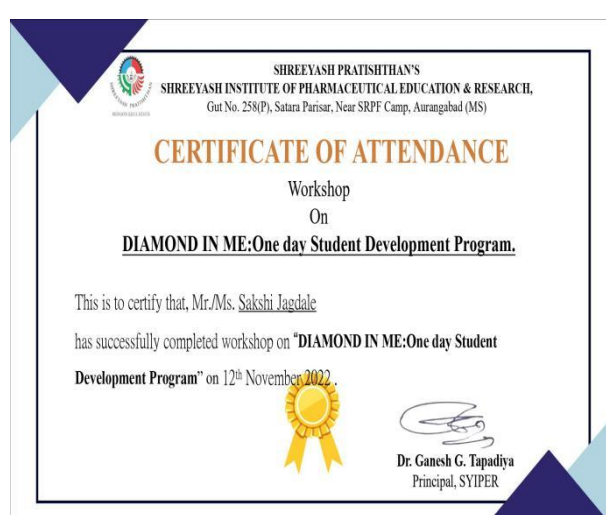 SHREEYASH PRATISHTHAN'S
SHREEYASH INSTITUTE OF PHARMACEUTICAL EDUCATION & RESEARCH,
Gut No. 258(P), Satara Parisar, Near SRPF Camp, Aurangabad (MS)
CERTIFICATE OF ATTENDANCE
Workshop
On
DIAMOND IN ME:One day Student Development Program.
This is to certify that, Mr./Ms. Sakshi Jagdale
has successfully completed workshop on "DIAMOND IN ME:One day Student
Development Program" on 12th November 2022 .
Dr. Ganesh G. Tapadiya
Principal, SYIPER